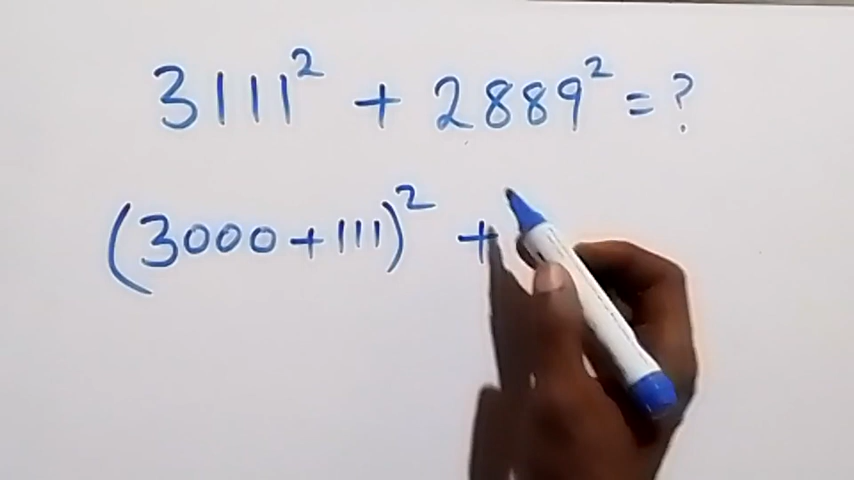 3111² + 2889² = ?
(3000+111)² +